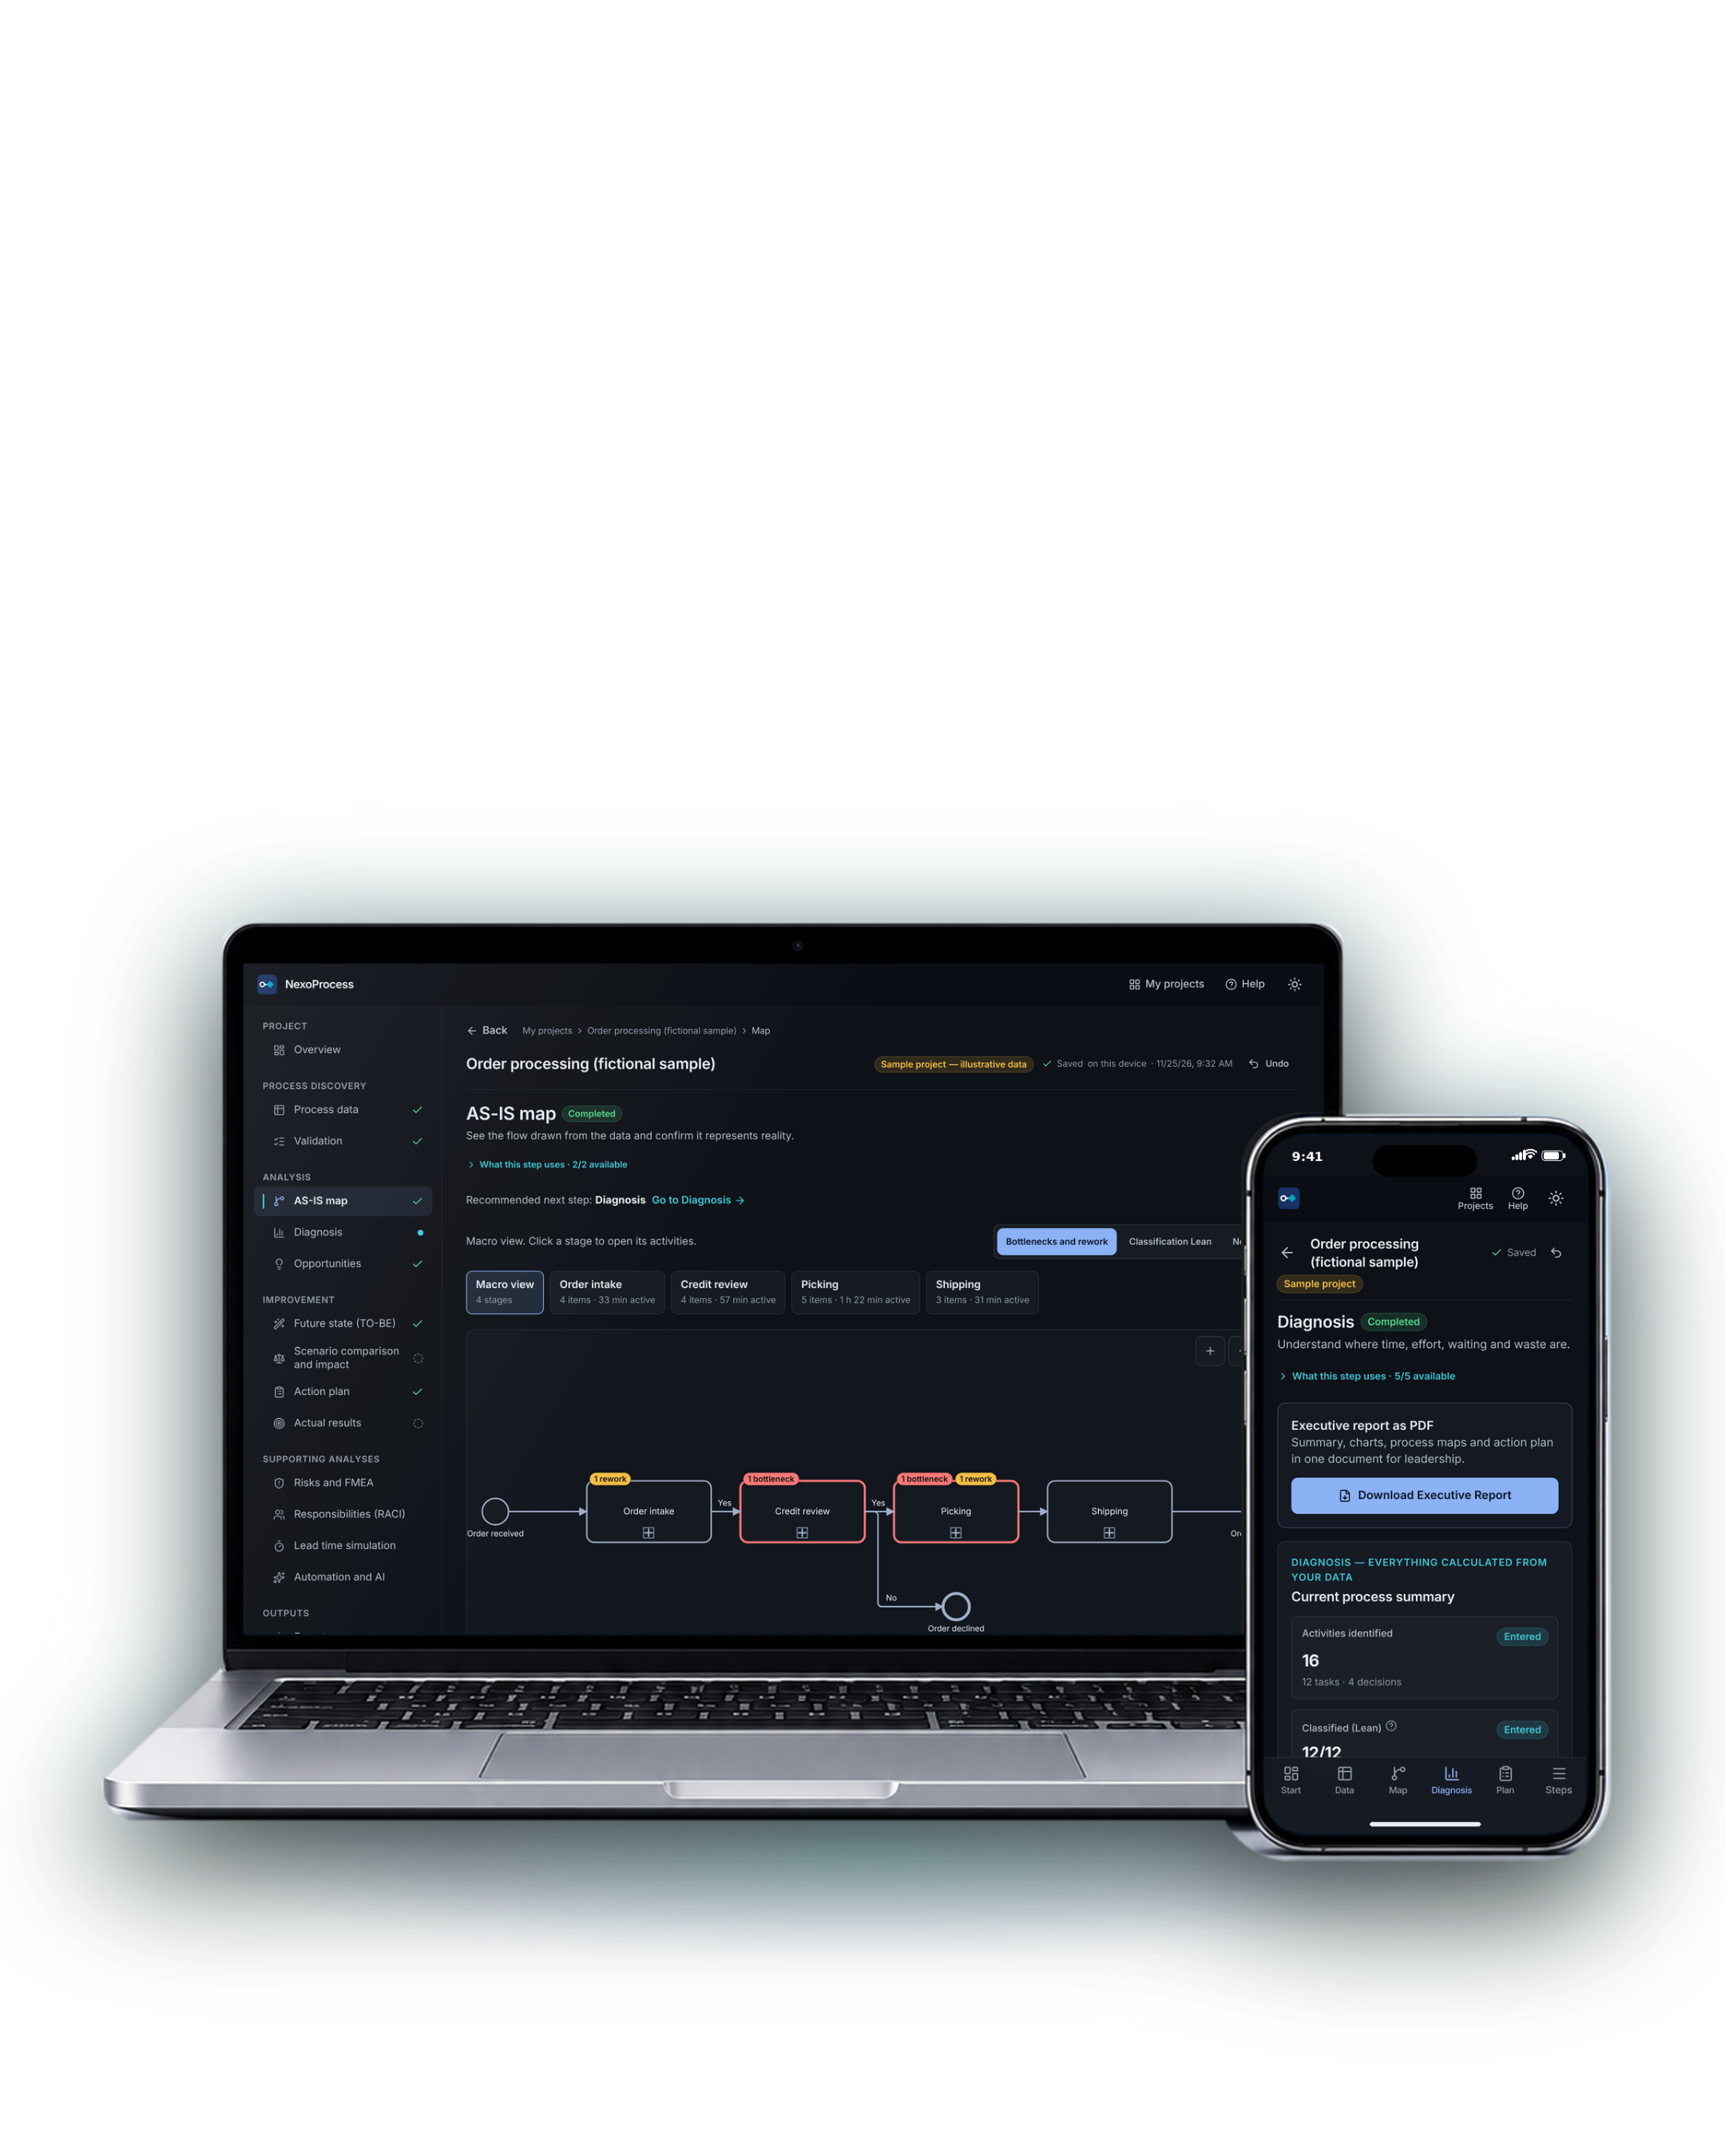 NexoProcess
My projects
Help
PROJECT
Overview
PROCESS DISCOVERY
Process data
Validation
ANALYSIS
AS-IS map
Diagnosis
Opportunities
IMPROVEMENT
Future state (TO-BE)
Scenario comparison
and impact
Action plan
Actual results
SUPPORTING ANALYSES
Risks and FMEA
Responsibilities (RACI)
Lead time simulation
Automation and AI
OUTPUTS
Back My projects › Order processing (fictional sample) › Map
Order processing (fictional sample)
Sample project — illustrative data
Saved on this device · 11/25/26, 9:32 AM
Undo
AS-IS map Completed
See the flow drawn from the data and confirm it represents reality.
What this step uses · 2/2 available
Recommended next step: Diagnosis Go to Diagnosis →
Macro view. Click a stage to open its activities.
Bottlenecks and rework
Classification Lean
Macro view
4 stages
Order intake
4 items · 33 min active
Credit review
4 items · 57 min active
Picking
5 items · 1 h 22 min active
Shipping
3 items · 31 min active
Order received
1 rework
Order intake
Yes
1 bottleneck
Credit review
Yes
1 bottleneck
1 rework
Picking
Shipping
No
Order declined
9:41
Projects
Help
Order processing
(fictional sample)
Saved
Sample project
Diagnosis Completed
Understand where time, effort, waiting and waste are.
What this step uses · 5/5 available
Executive report as PDF
Summary, charts, process maps and action plan
in one document for leadership.
Download Executive Report
DIAGNOSIS — EVERYTHING CALCULATED FROM
YOUR DATA
Current process summary
Activities identified
Entered
16
12 tasks · 4 decisions
Classified (Lean)
Entered
12/12
Start
Data
Map
Diagnosis
Plan
Steps